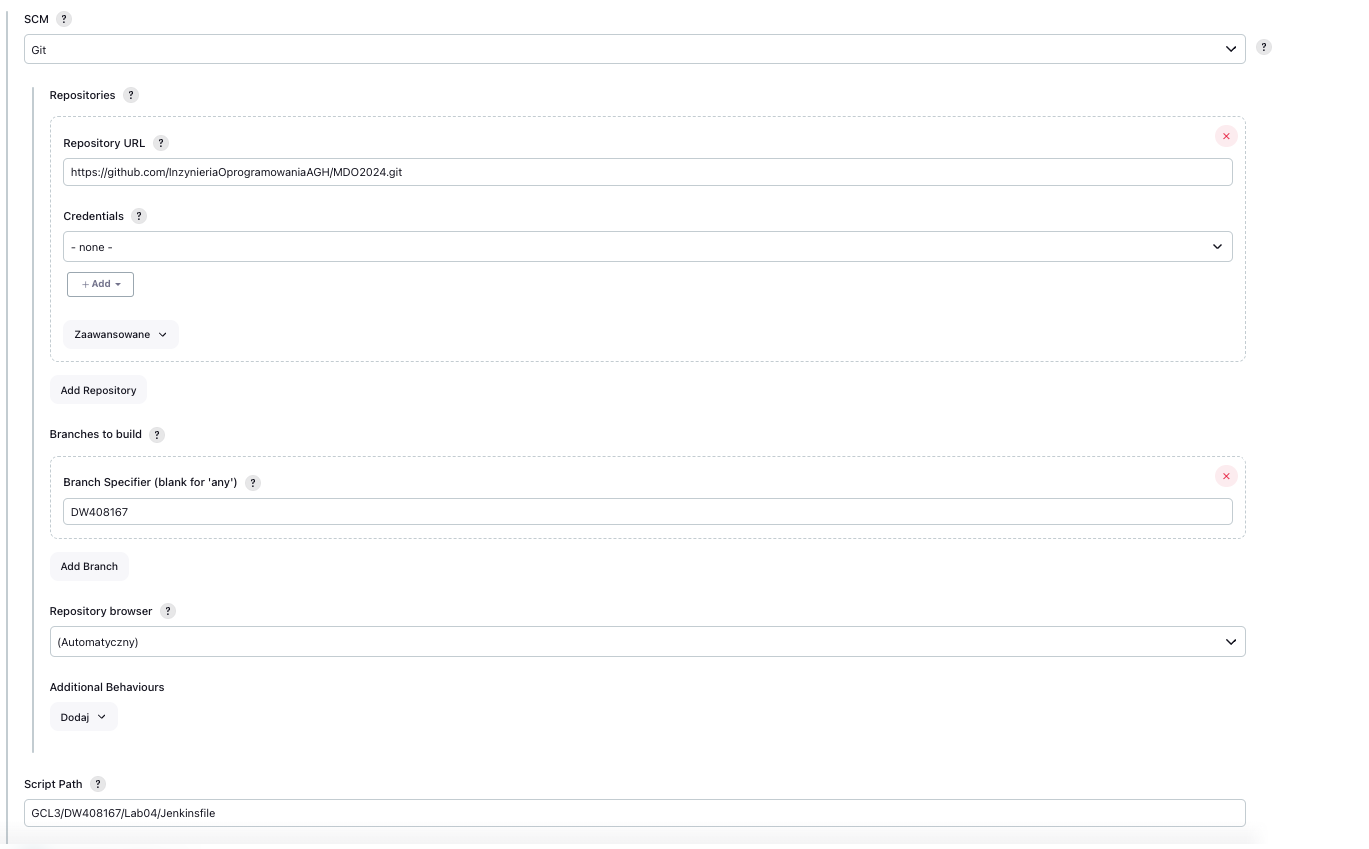 SCM ?
Git
?
Repositories ?
Repository URL ?
https://github.com/InzynieriaOprogramowaniaAGH/MDO2024.git
Credentials ?
- none -
+ Add
Zaawansowane
Add Repository
Branches to build ?
Branch Specifier (blank for 'any') ?
DW408167
Add Branch
Repository browser ?
(Automatyczny)
Additional Behaviours
Dodaj
Script Path ?
GCL3/DW408167/Lab04/Jenkinsfile